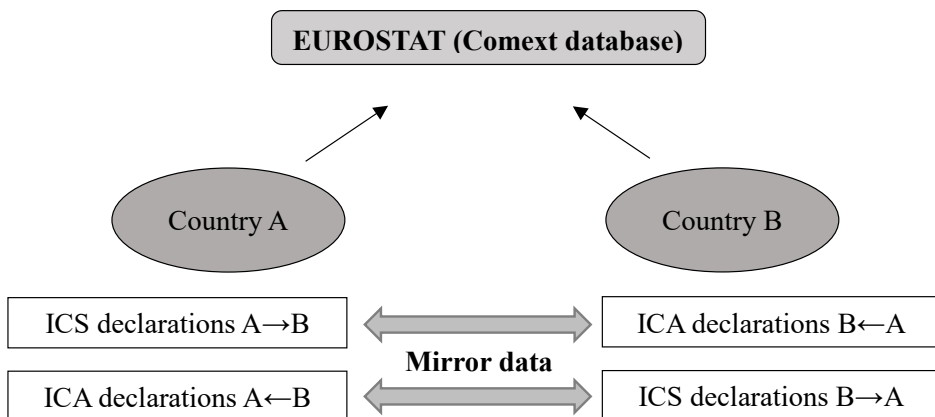 EUROSTAT (Comext database)
Country A
Country B
ICS declarations A→B
ICA declarations B←A
Mirror data
ICA declarations A←B
ICS declarations B→A